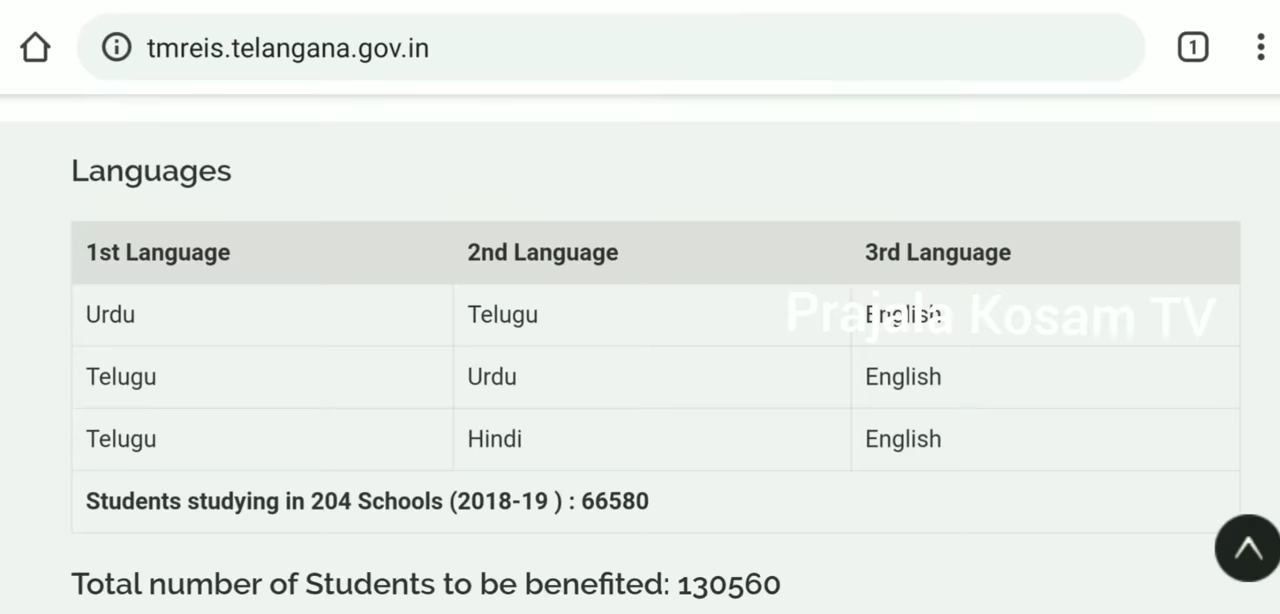 tmreis.telangana.gov.in 1
Languages
1st Language 2nd Language 3rd Language
Urdu Telugu English
Prajala Kosam TV
Telugu Urdu English
Telugu Hindi English
Students studying in 204 Schools (2018-19 ) : 66580
Total number of Students to be benefited: 130560